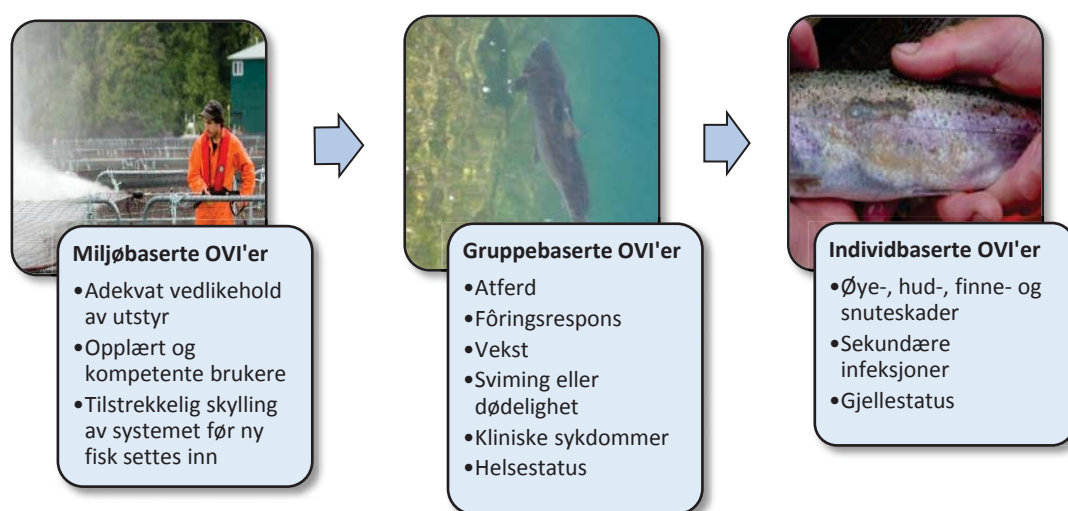 Miljøbaserte OVI'er
•Adekvat vedlikehold
av utstyr
•Opplært og
kompetente brukere
•Tilstrekkelig skylling
av systemet før ny
fisk settes inn
Gruppebaserte OVI'er
•Atferd
•Fôringsrespons
•Vekst
•Sviming eller
dødelighet
•Kliniske sykdommer
•Helsestatus
Individbaserte OVI'er
•Øye-, hud-, finne- og
snuteskader
•Sekundære
infeksjoner
•Gjellestatus